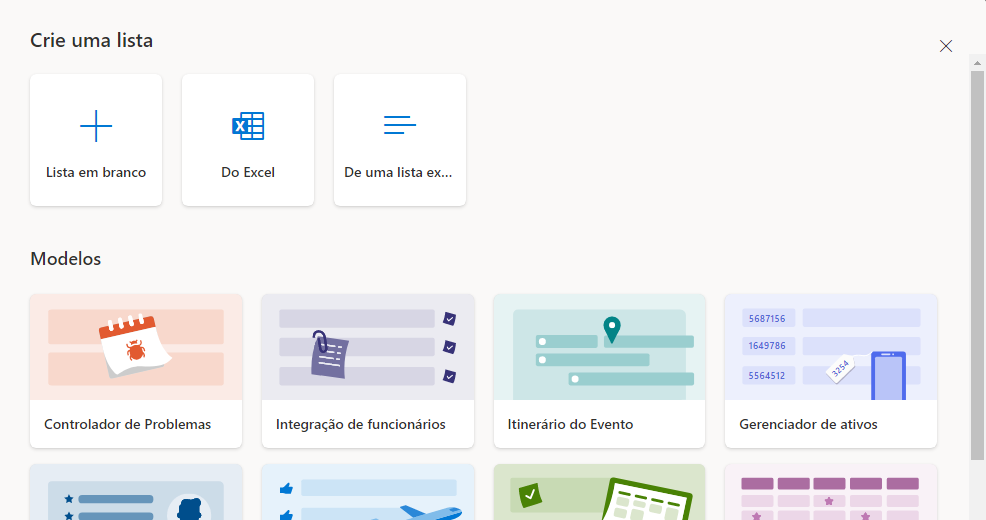 Crie uma lista
Lista em branco
Do Excel
De uma lista ex...
Modelos
5687156
1649786
5564512
3254
Controlador de Problemas
Integração de funcionários
Itinerário do Evento
Gerenciador de ativos